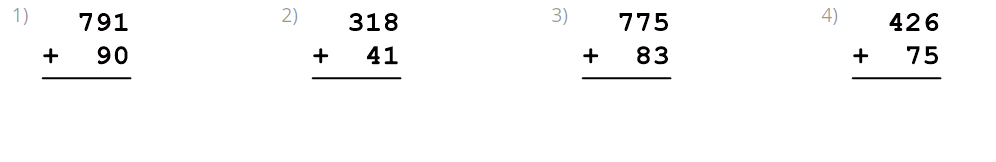 1) 791 2) 318 3) 775 4) 426
+ 90 + 41 + 83 + 75